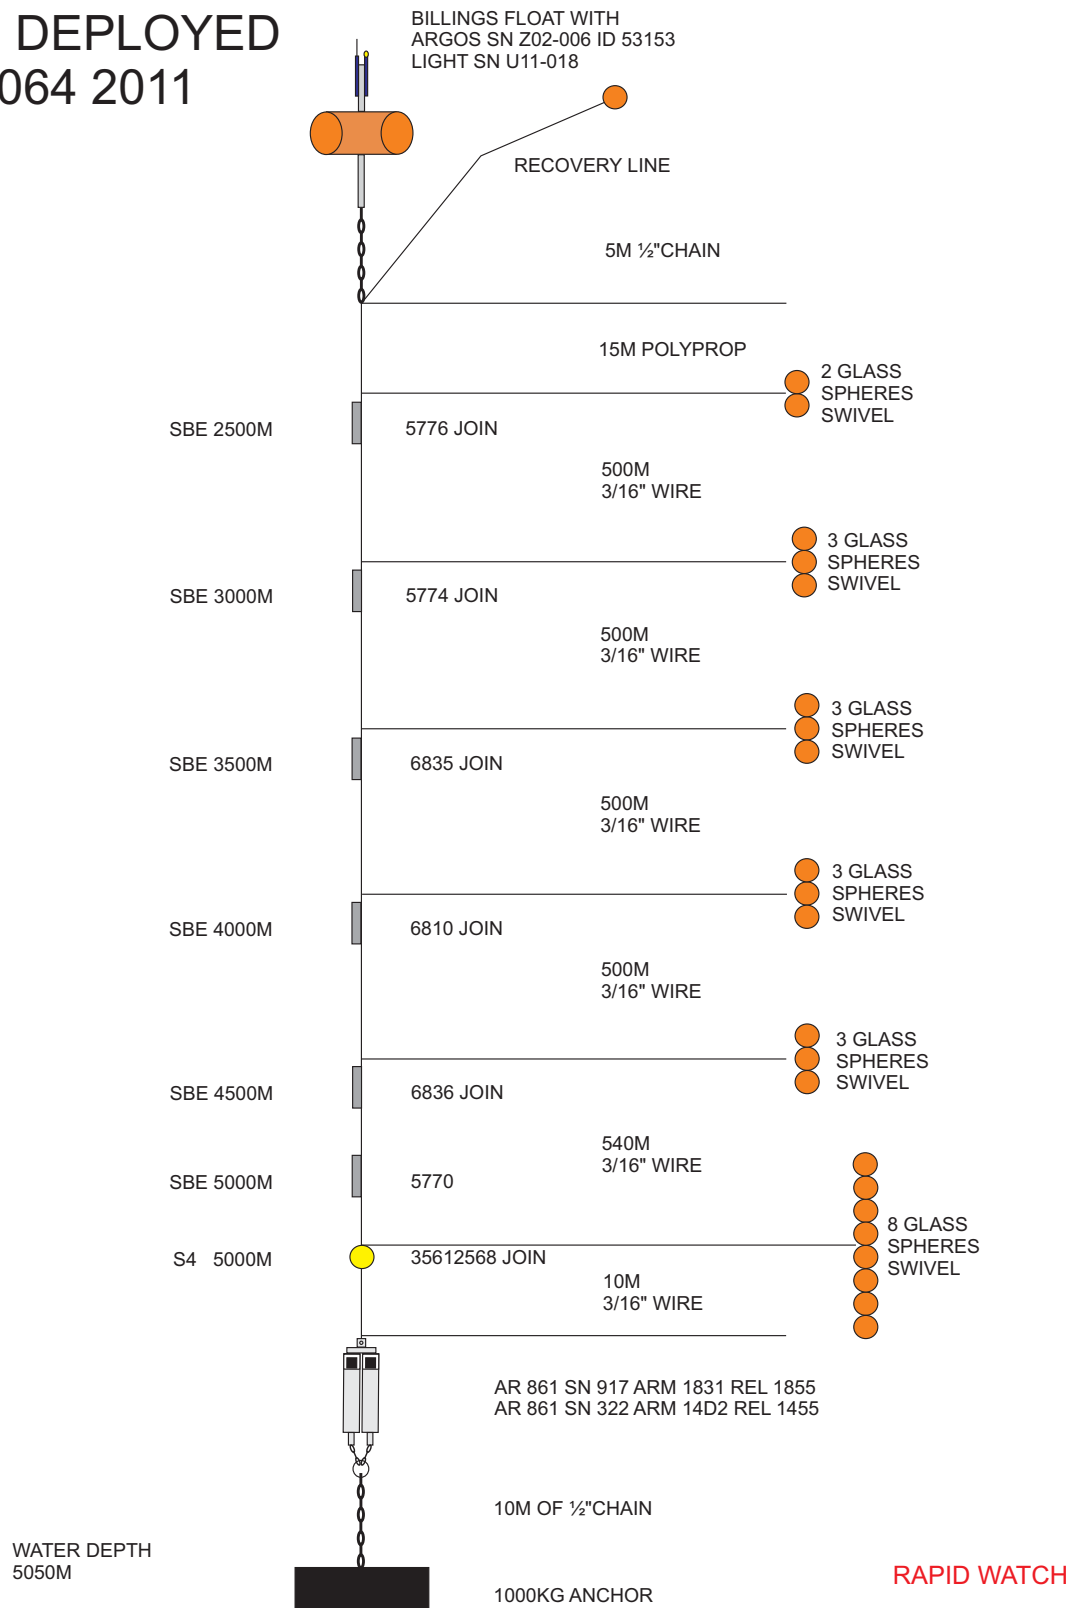 DEPLOYED
064 2011
BILLINGS FLOAT WITH
ARGOS SN Z02-006 ID 53153
LIGHT SN U11-018
RECOVERY LINE
5M ½"CHAIN
15M POLYPROP
2 GLASS
SPHERES
SWIVEL
SBE 2500M
5776 JOIN
500M
3/16" WIRE
3 GLASS
SPHERES
SWIVEL
SBE 3000M
5774 JOIN
500M
3/16" WIRE
3 GLASS
SPHERES
SWIVEL
SBE 3500M
6835 JOIN
500M
3/16" WIRE
3 GLASS
SPHERES
SWIVEL
SBE 4000M
6810 JOIN
500M
3/16" WIRE
3 GLASS
SPHERES
SWIVEL
SBE 4500M
6836 JOIN
540M
3/16" WIRE
SBE 5000M
5770
8 GLASS
SPHERES
SWIVEL
S4 5000M
35612568 JOIN
10M
3/16" WIRE
AR 861 SN 917 ARM 1831 REL 1855
AR 861 SN 322 ARM 14D2 REL 1455
10M OF ½"CHAIN
WATER DEPTH
5050M
1000KG ANCHOR
RAPID WATCH